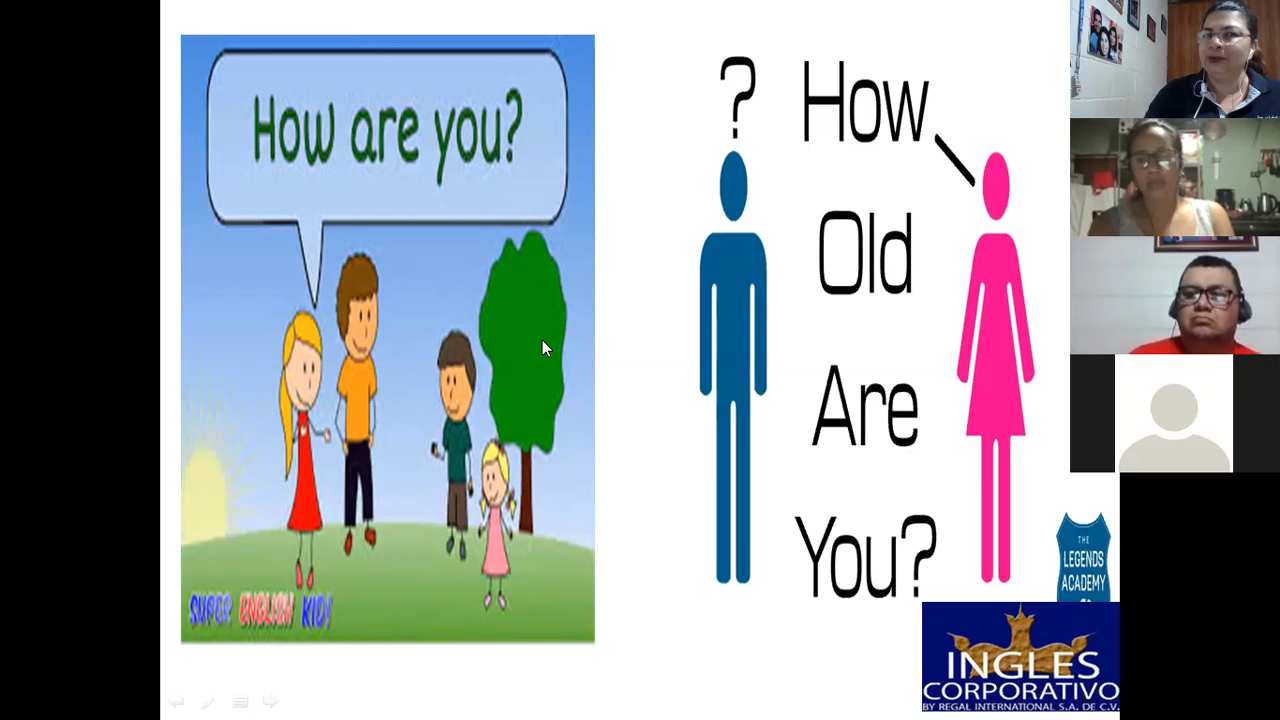 How are you?
SUPER ENGLISH KID!
? How
Old
Are
You?
THE
LEGENDS
ACADEMY
INGLES
CORPORATIVO
BY REGAL INTERNATIONAL S.A. DE C.V.